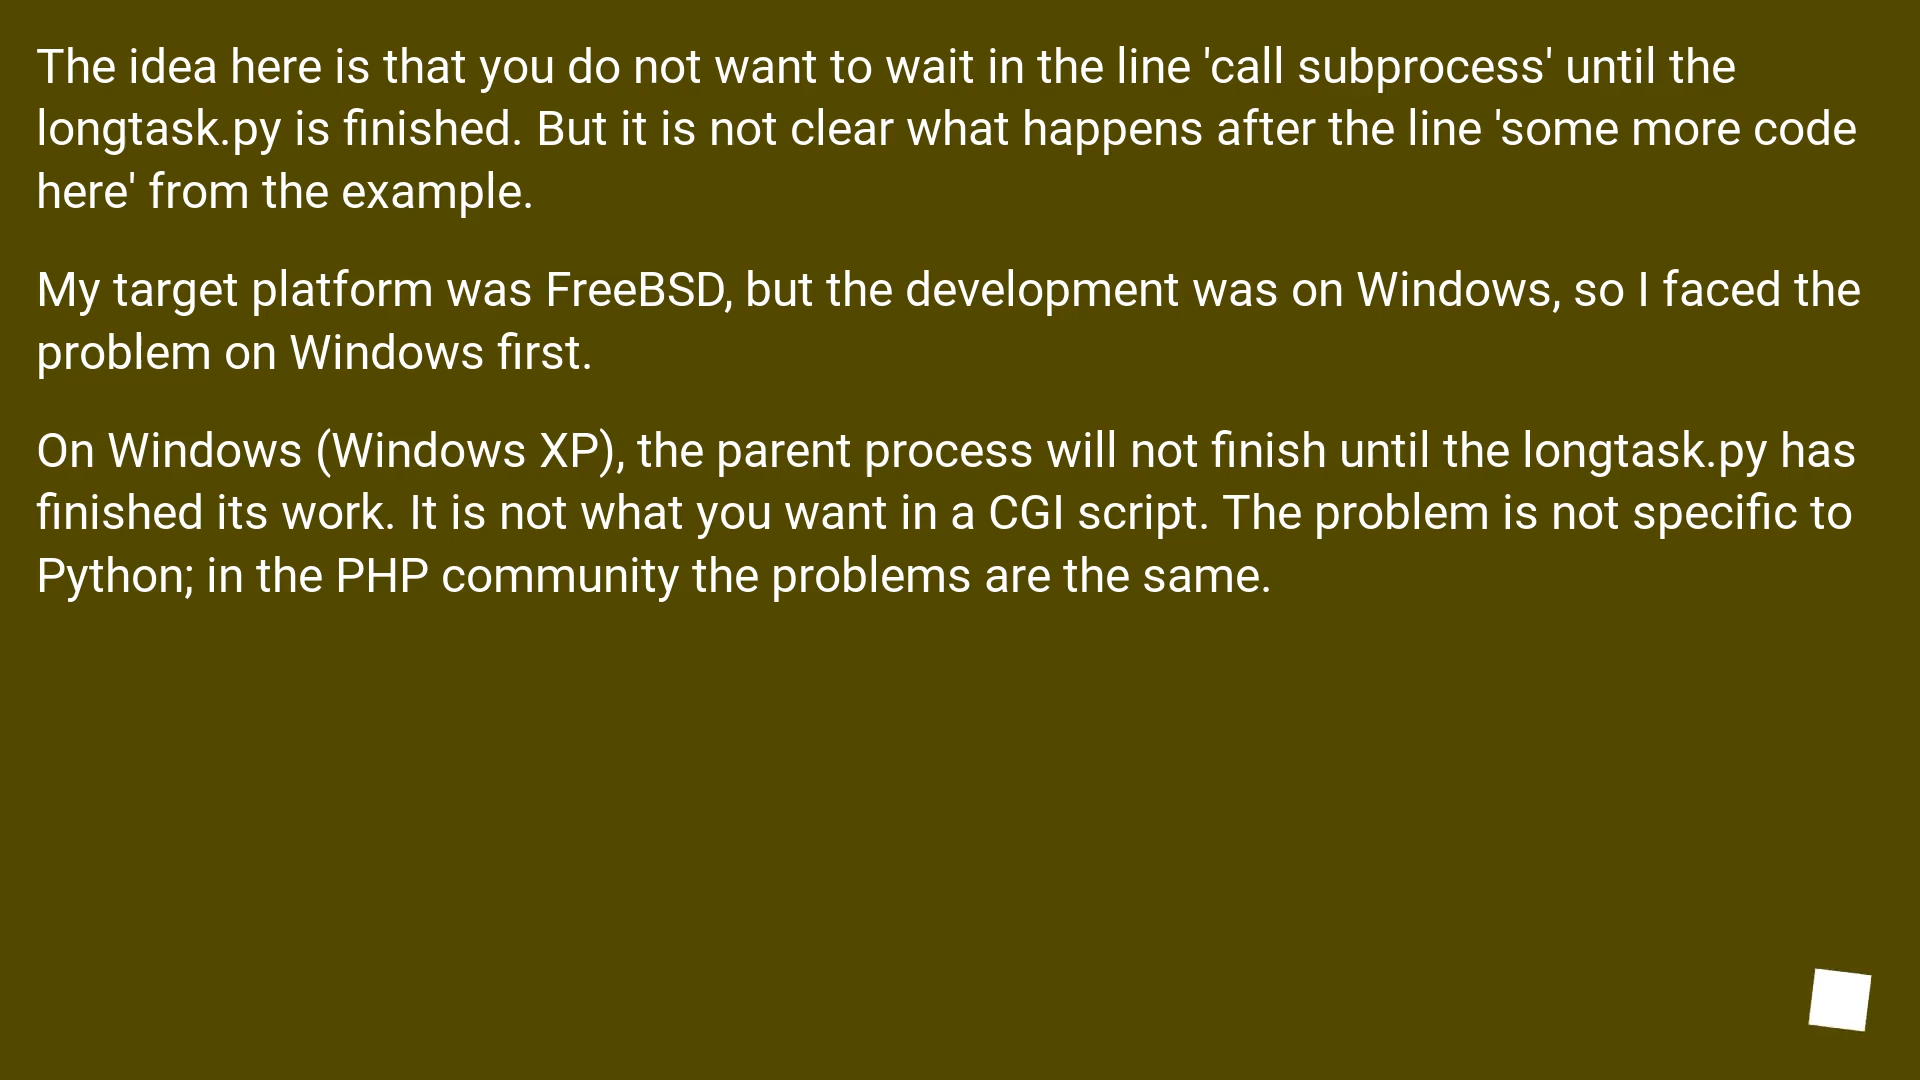 The idea here is that you do not want to wait in the line 'call subprocess' until the
longtask.py is finished. But it is not clear what happens after the line 'some more code
here' from the example.
My target platform was FreeBSD, but the development was on Windows, so I faced the
problem on Windows first.
On Windows (Windows XP), the parent process will not finish until the longtask.py has
finished its work. It is not what you want in a CGI script. The problem is not specific to
Python; in the PHP community the problems are the same.